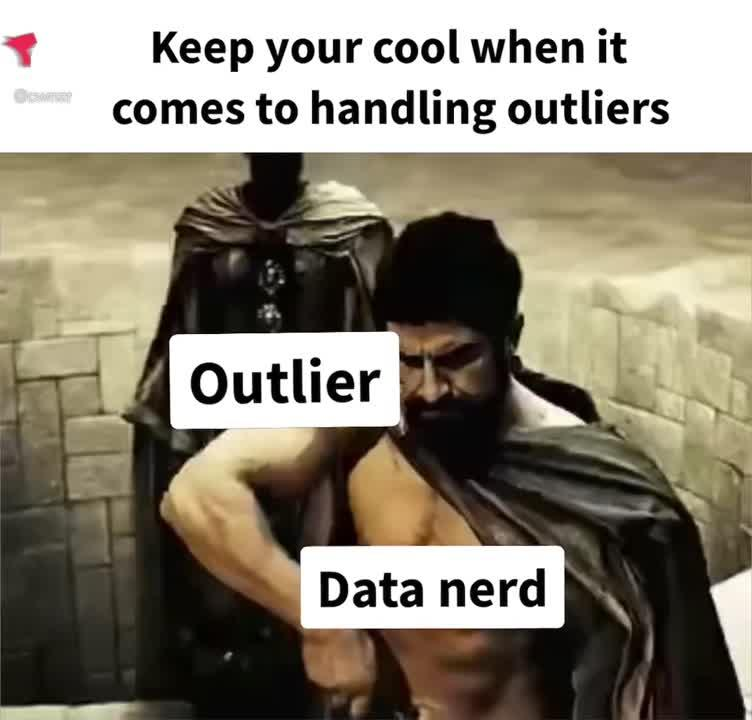 Keep your cool when it
comes to handling outliers
Outlier
Data nerd